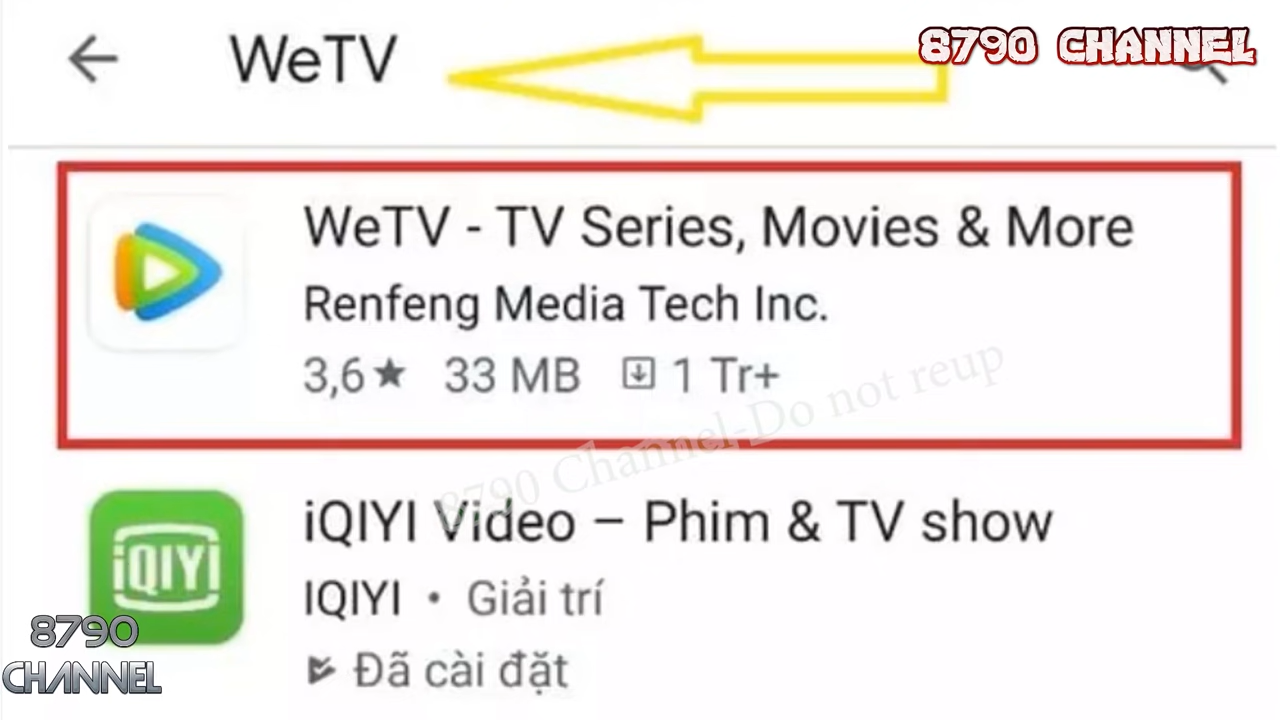 WeTV
8790 CHANNEL
WeTV - TV Series, Movies & More
Renfeng Media Tech Inc.
3,6★ 33 MB 1 Tr+
8790 Channel-Do not reup
iQIYI Video – Phim & TV show
iQIYI
IQIYI • Giải trí
Đã cài đặt
8790
CHANNEL